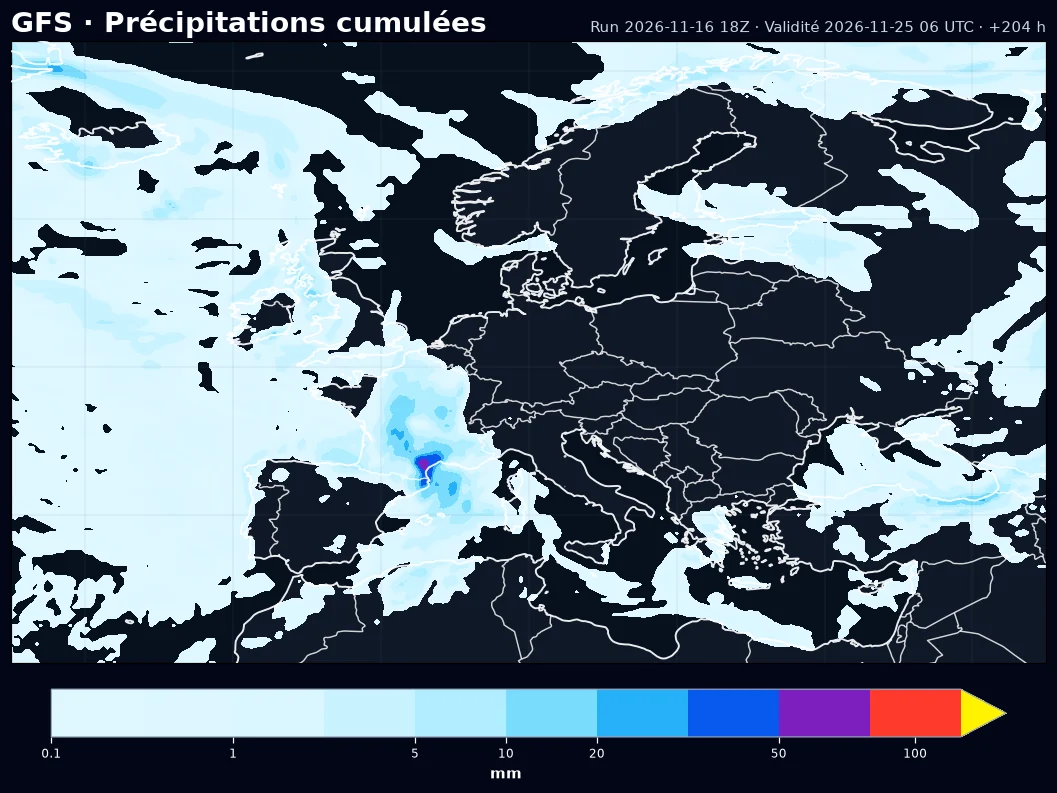 GFS · Précipitations cumulées
Run 2026-11-16 18Z · Validité 2026-11-25 06 UTC · +204 h
0.1 1 5 10 20 50 100
mm